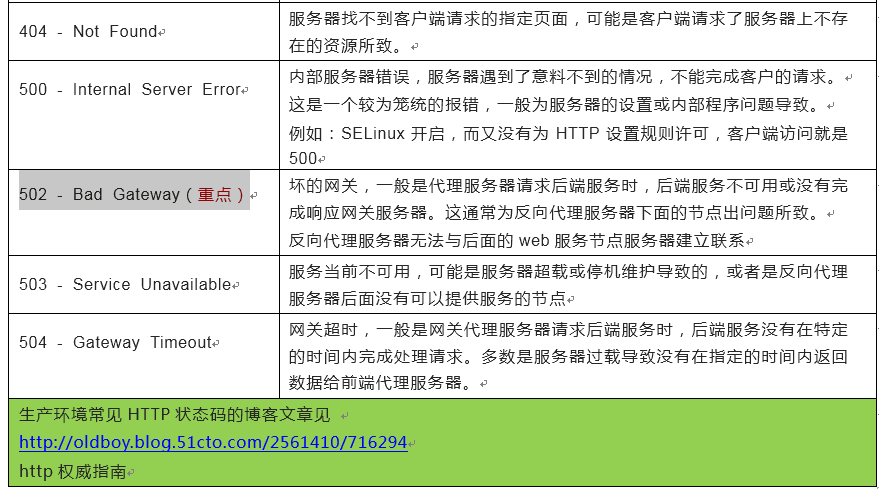 404 - Not Found
服务器找不到客户端请求的指定页面，可能是客户端请求了服务器上不存
在的资源所致。
500 - Internal Server Error
内部服务器错误，服务器遇到了意料不到的情况，不能完成客户的请求。
这是一个较为笼统的报错，一般为服务器的设置或内部程序问题导致。
例如：SELinux 开启，而又没有为 HTTP 设置规则许可，客户端访问就是
500
502 - Bad Gateway（重点）
坏的网关，一般是代理服务器请求后端服务时，后端服务不可用或没有完
成响应网关服务器。这通常为反向代理服务器下面的节点出问题所致。
反向代理服务器无法与后面的 web 服务节点服务器建立联系
503 - Service Unavailable
服务当前不可用，可能是服务器超载或停机维护导致的，或者是反向代理
服务器后面没有可以提供服务的节点
504 - Gateway Timeout
网关超时，一般是网关代理服务器请求后端服务时，后端服务没有在特定
的时间内完成处理请求。多数是服务器过载导致没有在指定的时间内返回
数据给前端代理服务器。
生产环境常见 HTTP 状态码的博客文章见
http://oldboy.blog.51cto.com/2561410/716294
http 权威指南